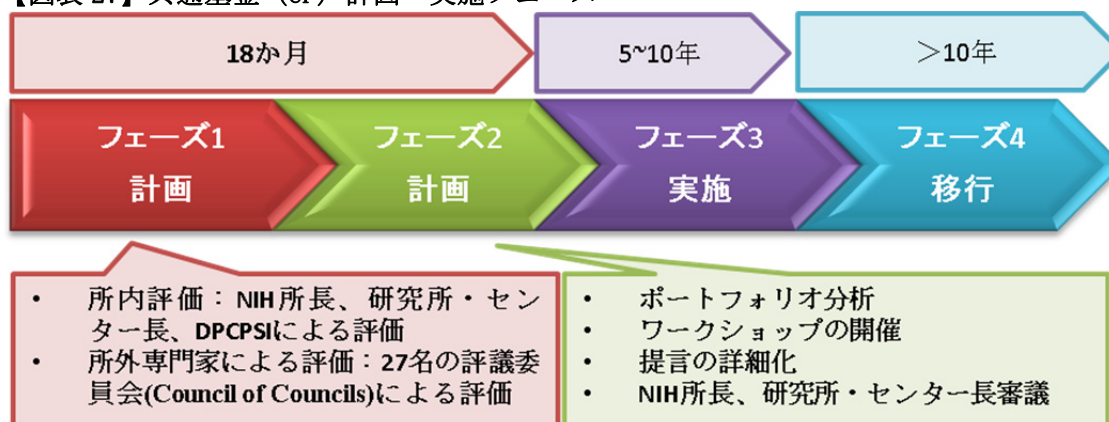 18か月
5~10年
＞10年
フェーズ1
計画
フェーズ2
計画
フェーズ3
実施
フェーズ4
移行
• 所内評価：NIH所長、研究所・セン
ター長、DPCPSIによる評価
• 所外専門家による評価：27名の評議委
員会(Council of Councils)による評価
• ポートフォリオ分析
• ワークショップの開催
• 提言の詳細化
• NIH所長、研究所・センター長審議